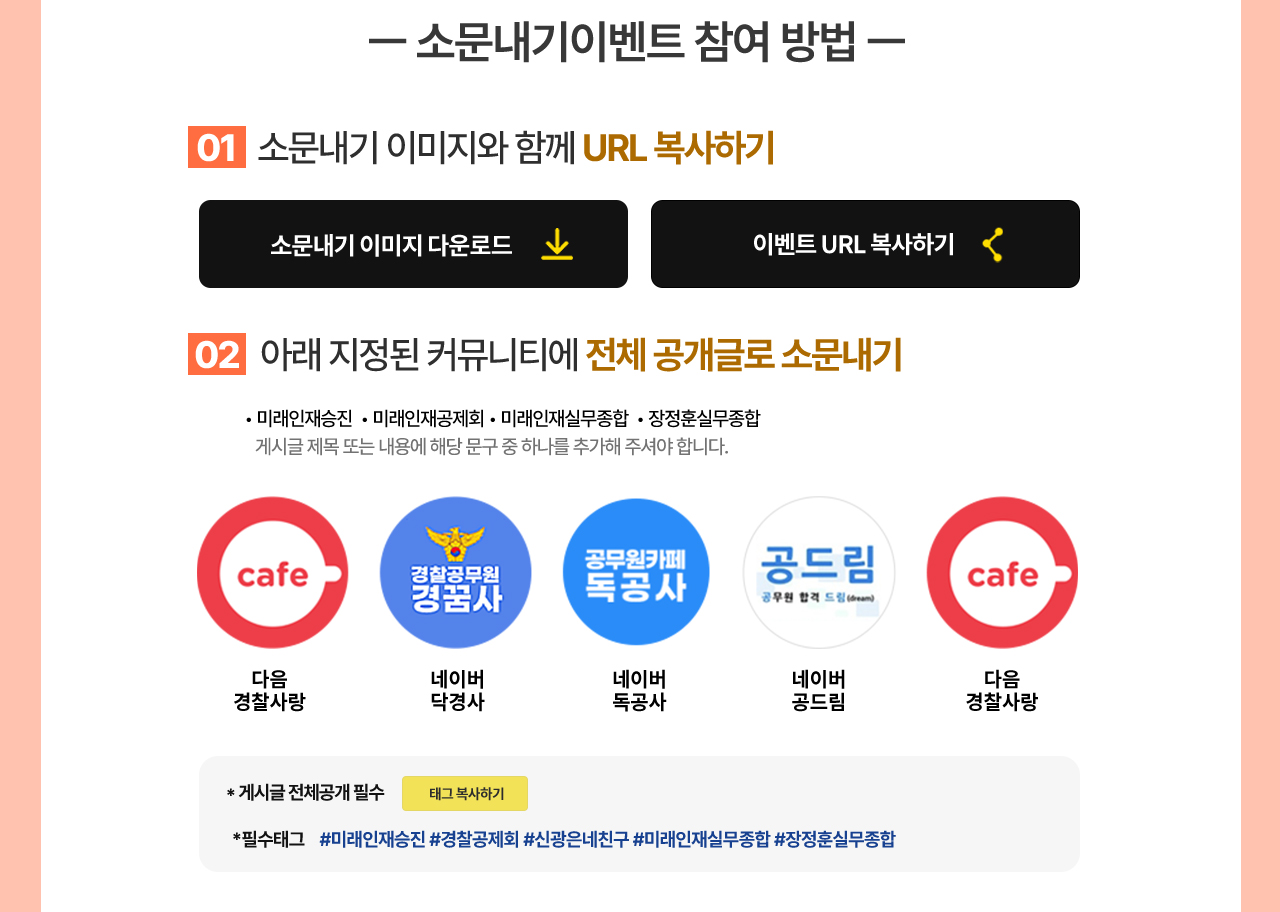 ㅡ 소문내기이벤트 참여 방법 ㅡ
01 소문내기 이미지와 함께 URL 복사하기
소문내기 이미지 다운로드
이벤트 URL 복사하기
02 아래 지정된 커뮤니티에 전체 공개글로 소문내기
• 미래인재승진 • 미래인재공제회 • 미래인재실무종합 • 장정훈실무종합
게시글 제목 또는 내용에 해당 문구 중 하나를 추가해 주셔야 합니다.
cafe
경찰공무원
경꿈사
공무원카페
독공사
공드림
공무원 합격 드림(dream)
cafe
다음
경찰사랑
네이버
닥경사
네이버
독공사
네이버
공드림
다음
경찰사랑
* 게시글 전체공개 필수
태그 복사하기
*필수태그 #미래인재승진 #경찰공제회 #신광은네친구 #미래인재실무종합 #장정훈실무종합